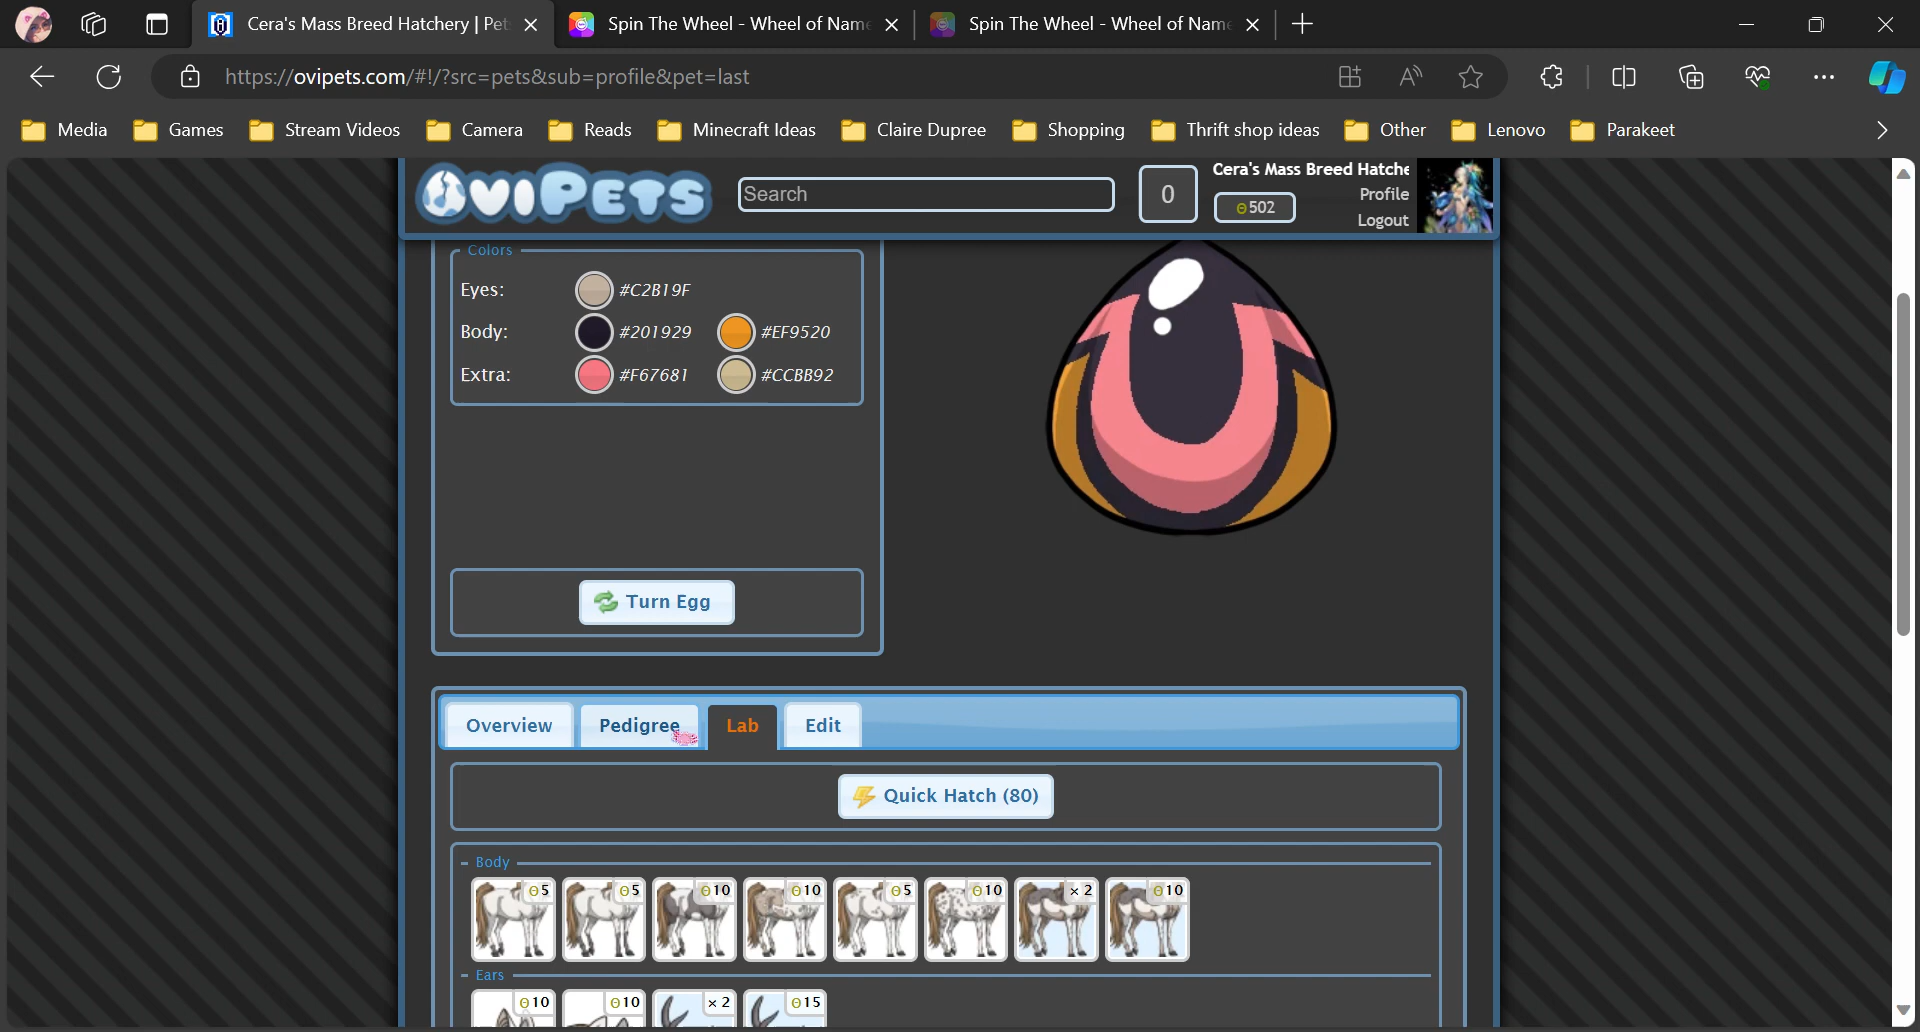 Cera's Mass Breed Hatchery | Pet
Spin The Wheel - Wheel of Name
Spin The Wheel - Wheel of Name
https://ovipets.com/#!/?src=pets&sub=profile&pet=last
Media
Games
Stream Videos
Camera
Reads
Minecraft Ideas
Claire Dupree
Shopping
Thrift shop ideas
Other
Lenovo
Parakeet
OviPets
Search
0
Cera's Mass Breed Hatche
502
Profile
Logout
Colors
Eyes: #C2B19F
Body: #201929 #EF9520
Extra: #F67681 #CCBB92
Turn Egg
Overview Pedigree Lab Edit
Quick Hatch (80)
Body
5 5 10 10 5 10 ×2 10
Ears
10 10 ×2 15